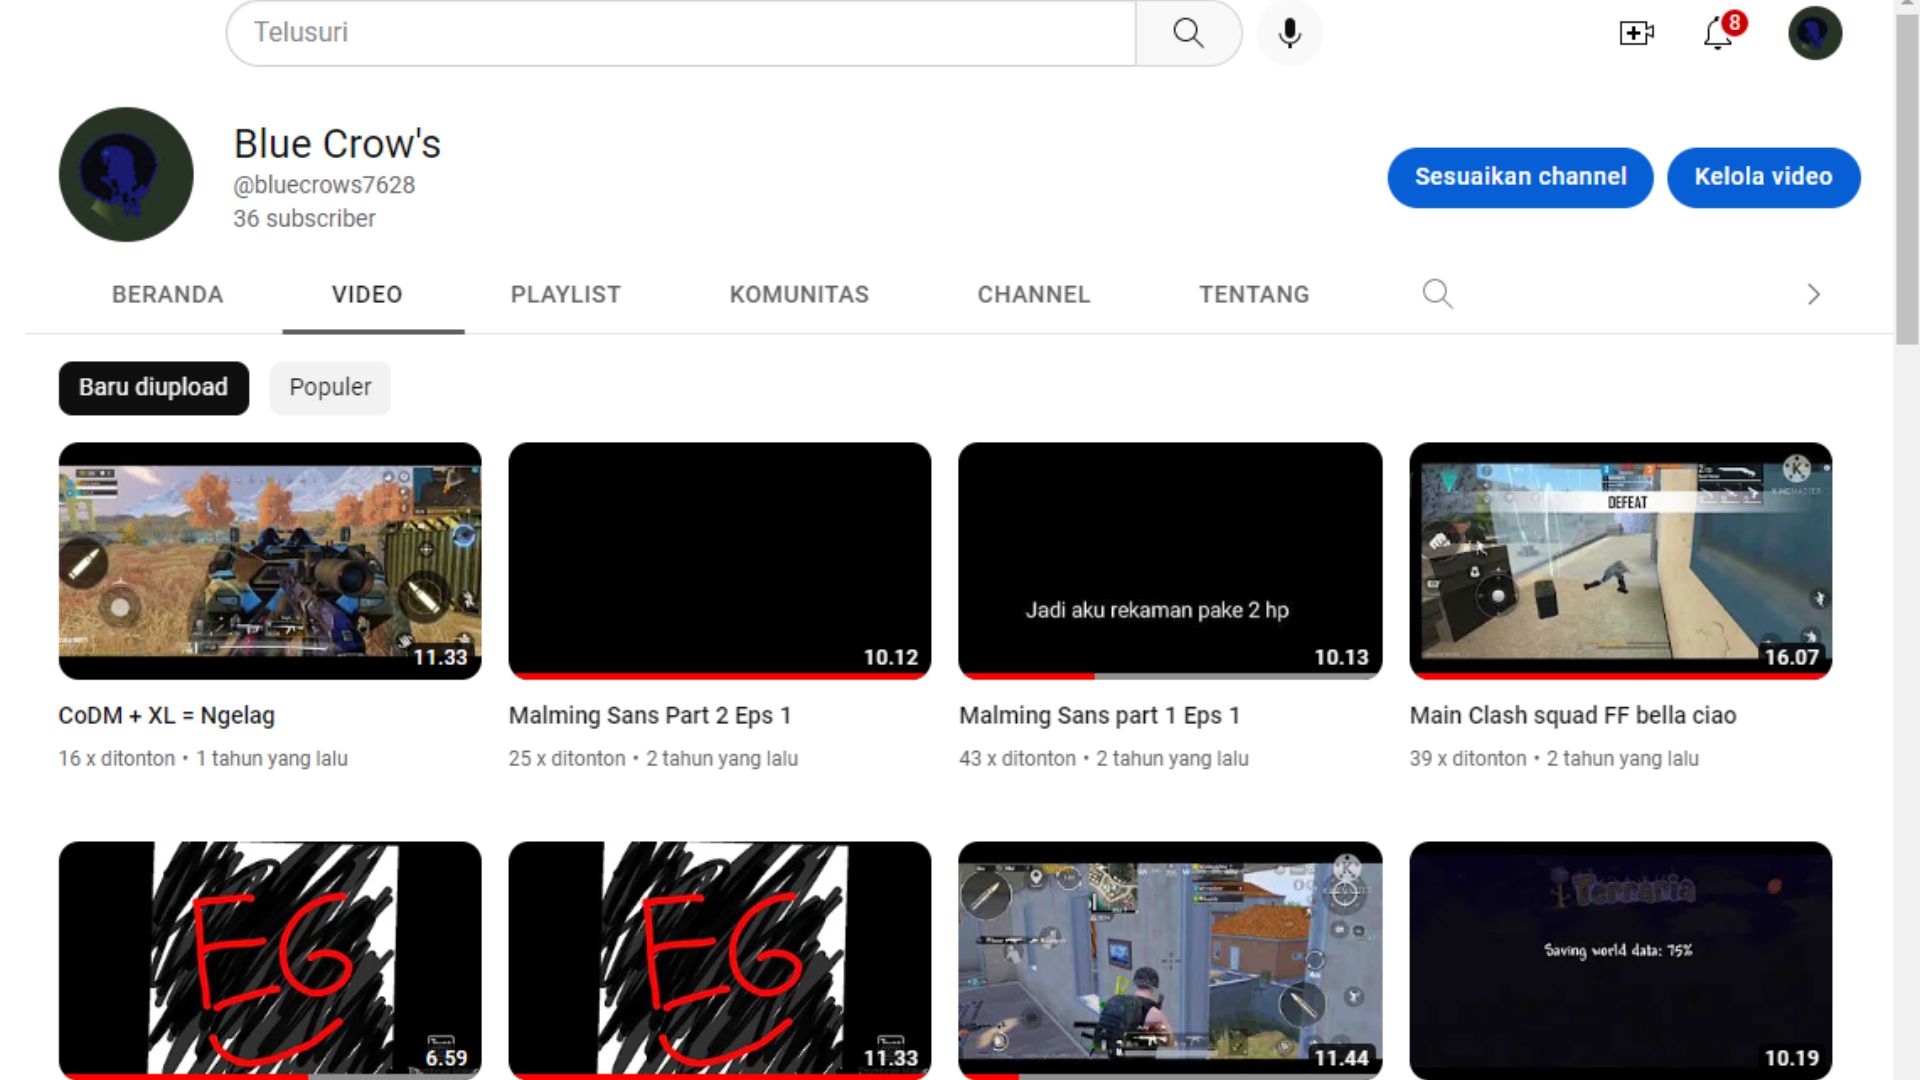 Telusuri
8
Blue Crow's
@bluecrows7628
36 subscriber
Sesuaikan channel
Kelola video
BERANDA
VIDEO
PLAYLIST
KOMUNITAS
CHANNEL
TENTANG
Baru diupload
Populer
11.33
10.12
Jadi aku rekaman pake 2 hp
10.13
DEFEAT
KINEMASTER
16.07
CoDM + XL = Ngelag
16 x ditonton • 1 tahun yang lalu
Malming Sans Part 2 Eps 1
25 x ditonton • 2 tahun yang lalu
Malming Sans part 1 Eps 1
43 x ditonton • 2 tahun yang lalu
Main Clash squad FF bella ciao
39 x ditonton • 2 tahun yang lalu
EG
6.59
EG
11.33
11.44
Terraria
Saving world data: 75%
10.19